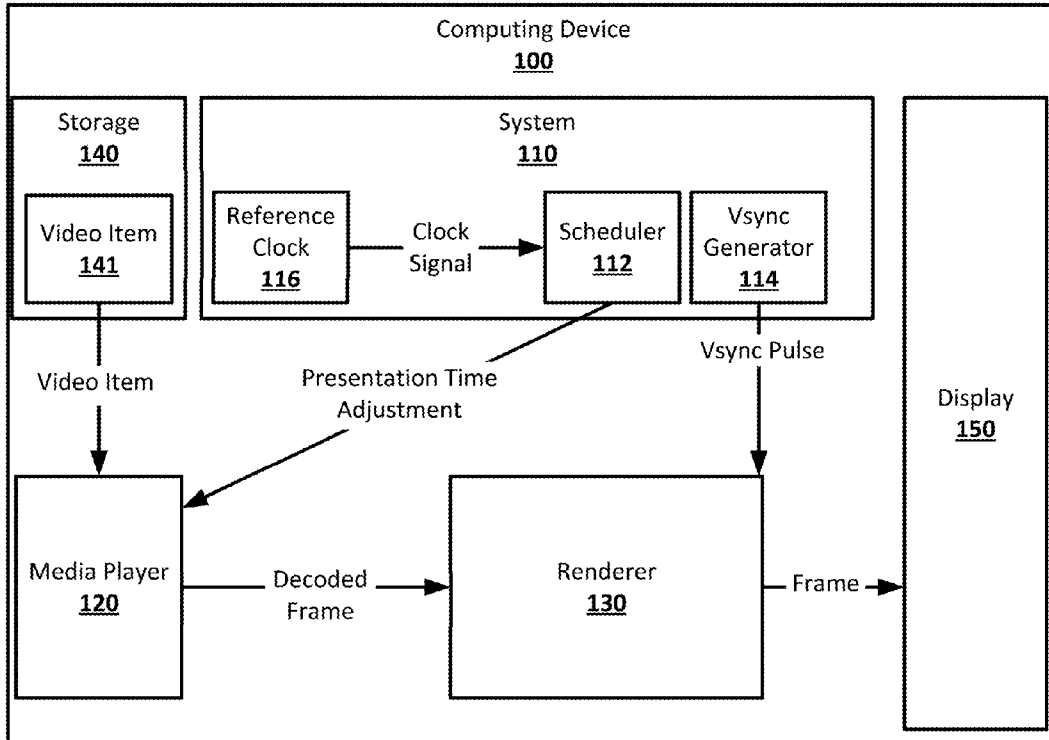 Computing Device
100
Storage
140
System
110
Video Item
141
Reference
Clock
116
Clock
Signal
Scheduler
112
Vsync
Generator
114
Video Item
Presentation Time
Adjustment
Vsync Pulse
Display
150
Media Player
120
Decoded
Frame
Renderer
130
Frame